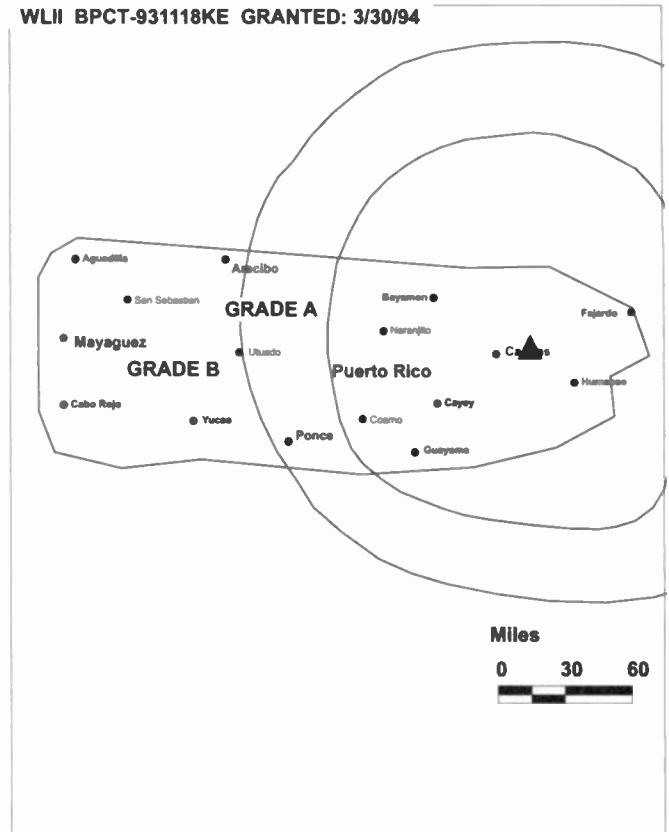 WLII BPCT-931118KE GRANTED: 3/30/94
Aguadilla
Arecibo
San Sebastian
GRADE A
Bayamon
Fajardo
Mayaguez
Naranjito
Utuado
GRADE B
Puerto Rico
Humacao
Cabo Rojo
Cayey
Yucao
Coamo
Ponce
Guayama
Miles
0 30 60